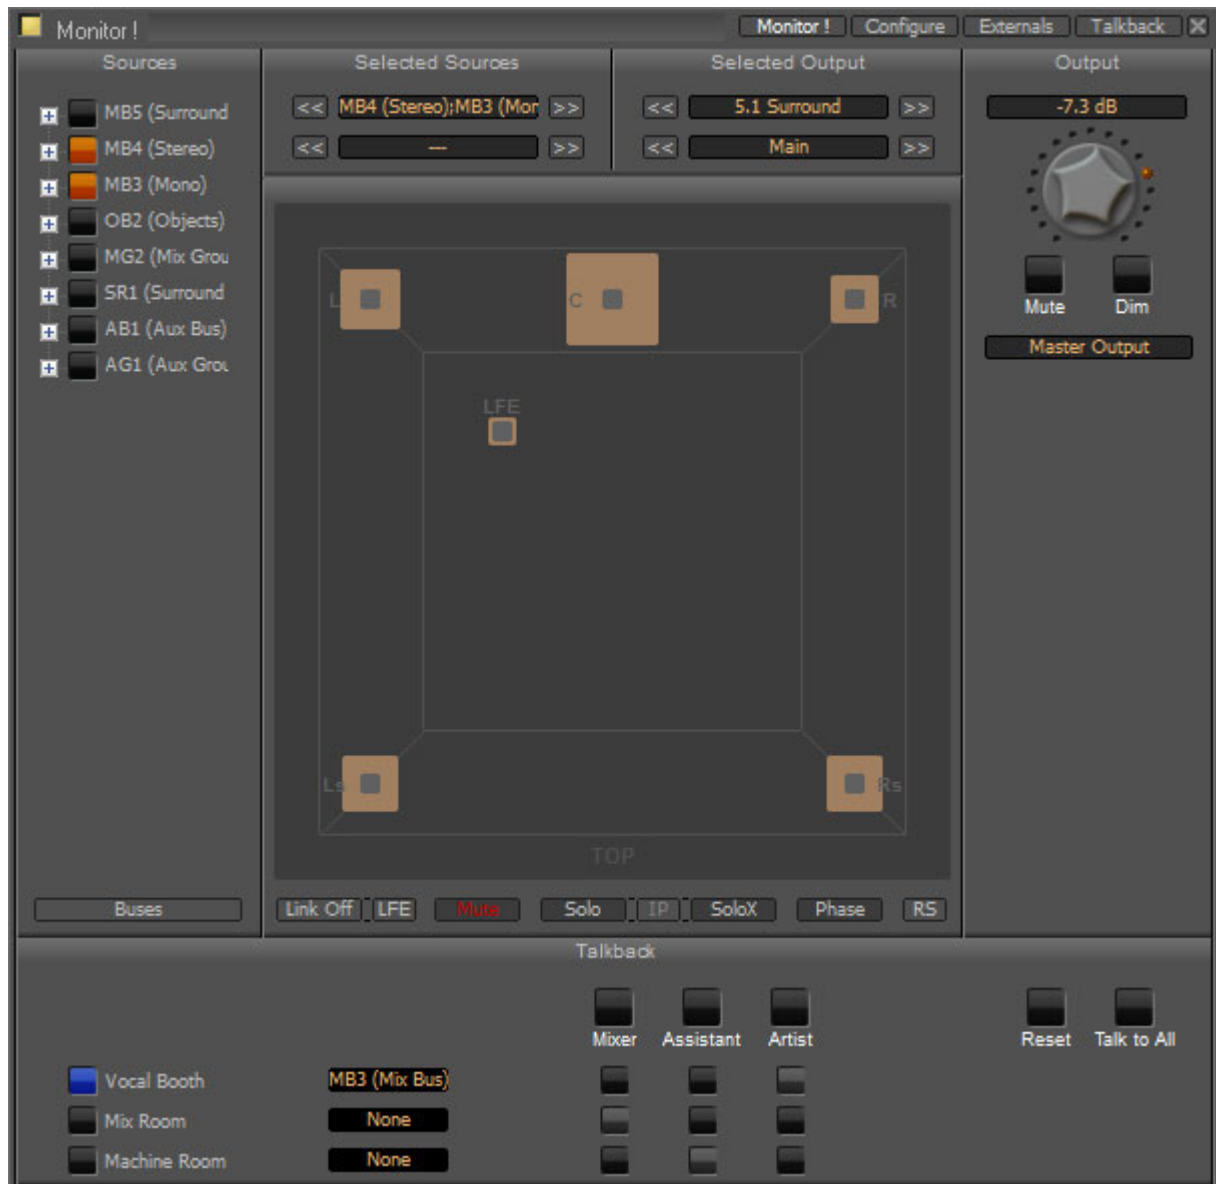 Monitor ! Monitor ! Configure Externals Talkback
Sources Selected Sources Selected Output Output
<< MB4 (Stereo);MB3 (Mor >> << 5.1 Surround >> -7.3 dB
<< --- >> << Main >>
MB5 (Surround
MB4 (Stereo)
MB3 (Mono)
OB2 (Objects)
MG2 (Mix Grou
SR1 (Surround
AB1 (Aux Bus)
AG1 (Aux Grou
L C R
LFE
Ls Rs
TOP
Mute Dim
Master Output
Buses Link Off LFE Mute Solo IP SoloX Phase RS
Talkback
Mixer Assistant Artist Reset Talk to All
Vocal Booth MB3 (Mix Bus)
Mix Room None
Machine Room None